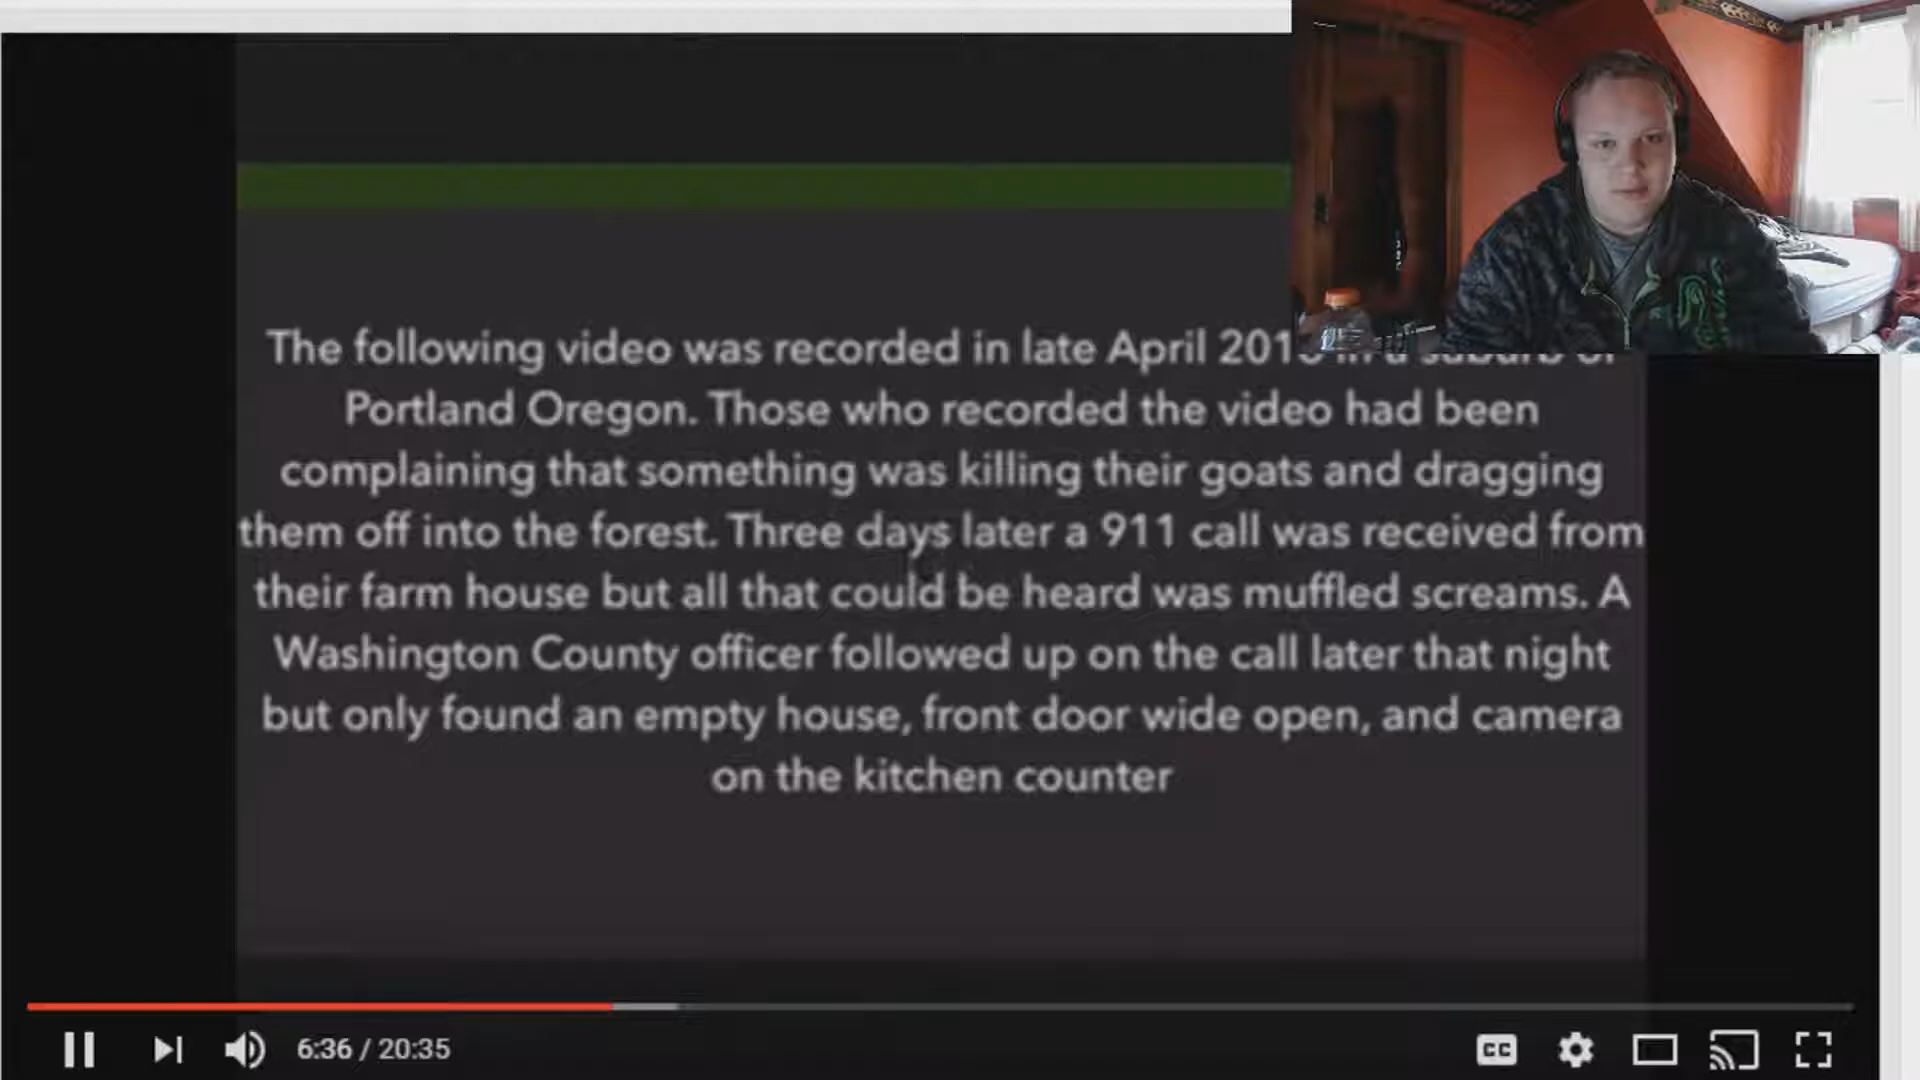 The following video was recorded in late April in a suburb of
Portland Oregon. Those who recorded the video had been
complaining that something was killing their goats and dragging
them off into the forest. Three days later a 911 call was received from
their farm house but all that could be heard was muffled screams. A
Washington County officer followed up on the call later that night
but only found an empty house, front door wide open, and camera
on the kitchen counter
6:36 / 20:35
CC